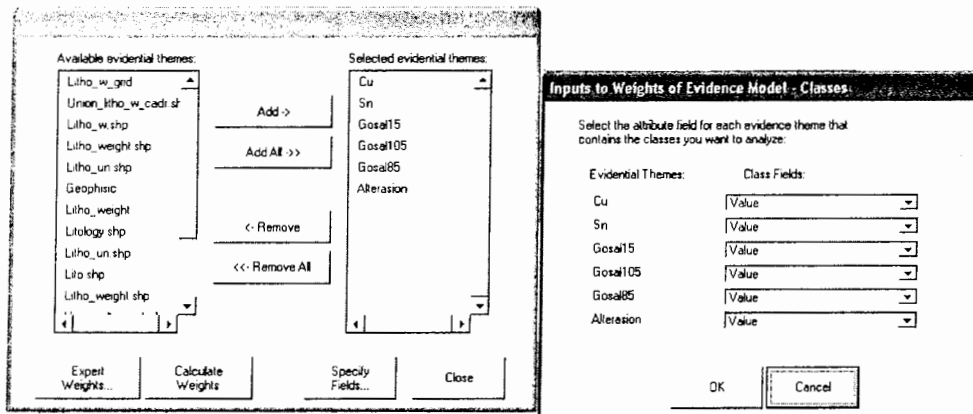 Available evidential themes:
Litho_w_grid
Union_litho_w_cadr.sh
Litho_w.shp
Litho_weight shp
Litho_un shp
Geophisic
Litho_weight
Litology shp
Litho_un shp
Lito shp
Litho_weight shp
Add ->
Add All ->>
<- Remove
<<- Remove All
Selected evidential themes:
Cu
Sn
Gosal15
Gosal105
Gosal85
Alterasion
Expert Weights...
Calculate Weights
Specify Fields...
Close
Inputs to Weights of Evidence Model - Classes
Select the attribute field for each evidence theme that
contains the classes you want to analyze:
Evidential Themes: Class Fields:
Cu Value
Sn Value
Gosal15 Value
Gosal105 Value
Gosal85 Value
Alterasion Value
OK Cancel